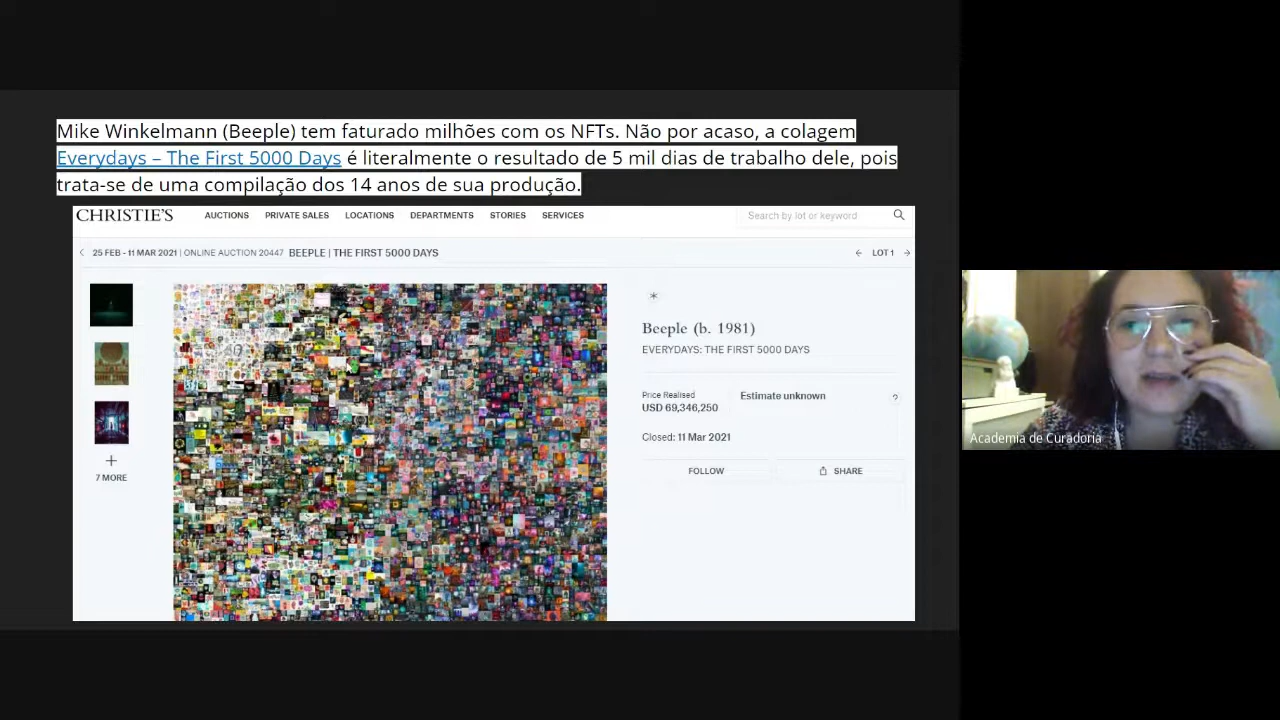 Mike Winkelmann (Beeple) tem faturado milhões com os NFTs. Não por acaso, a colagem
Everydays – The First 5000 Days é literalmente o resultado de 5 mil dias de trabalho dele, pois
trata-se de uma compilação dos 14 anos de sua produção.
CHRISTIE'S AUCTIONS PRIVATE SALES LOCATIONS DEPARTMENTS STORIES SERVICES Search by lot or keyword
25 FEB - 11 MAR 2021 | ONLINE AUCTION 20447 BEEPLE | THE FIRST 5000 DAYS LOT 1
Beeple (b. 1981)
EVERYDAYS: THE FIRST 5000 DAYS
Price Realised Estimate unknown ?
USD 69,346,250
Closed: 11 Mar 2021
FOLLOW SHARE
7 MORE
Academia de Curadoria